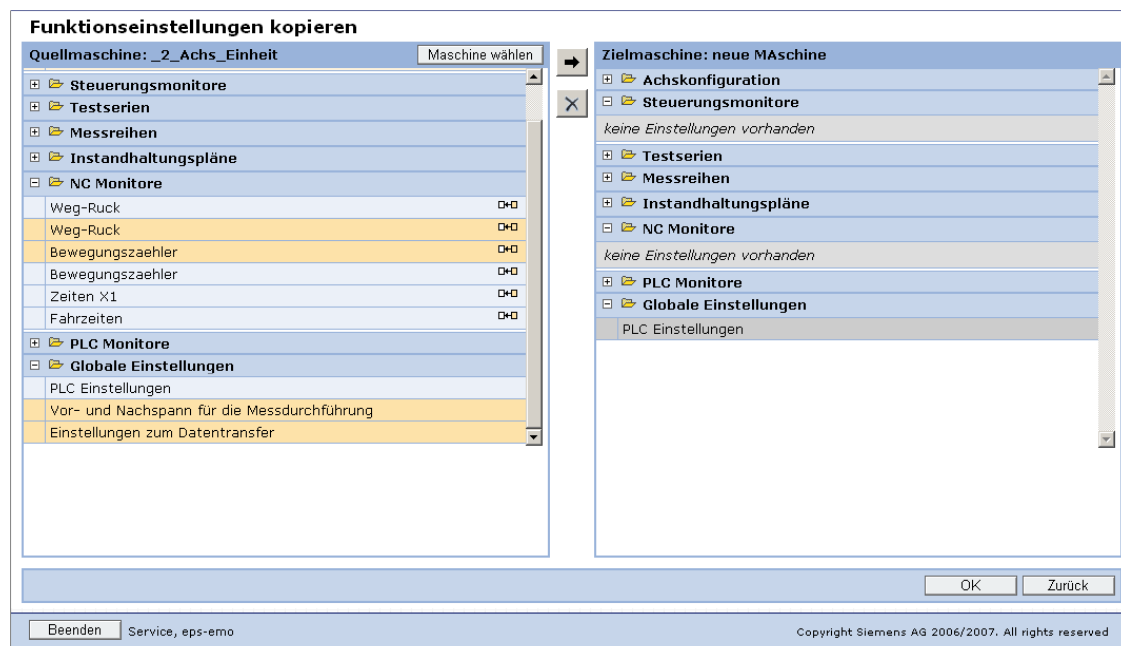 Funktionseinstellungen kopieren
Quellmaschine: _2_Achs_Einheit
Maschine wählen
Steuerungsmonitore
Testserien
Messreihen
Instandhaltungspläne
NC Monitore
Weg-Ruck
Weg-Ruck
Bewegungszaehler
Bewegungszaehler
Zeiten X1
Fahrzeiten
PLC Monitore
Globale Einstellungen
PLC Einstellungen
Vor- und Nachspann für die Messdurchführung
Einstellungen zum Datentransfer
Zielmaschine: neue MAschine
Achskonfiguration
Steuerungsmonitore
keine Einstellungen vorhanden
Testserien
Messreihen
Instandhaltungspläne
NC Monitore
keine Einstellungen vorhanden
PLC Monitore
Globale Einstellungen
PLC Einstellungen
OK
Zurück
Beenden
Service, eps-emo
Copyright Siemens AG 2006/2007. All rights reserved